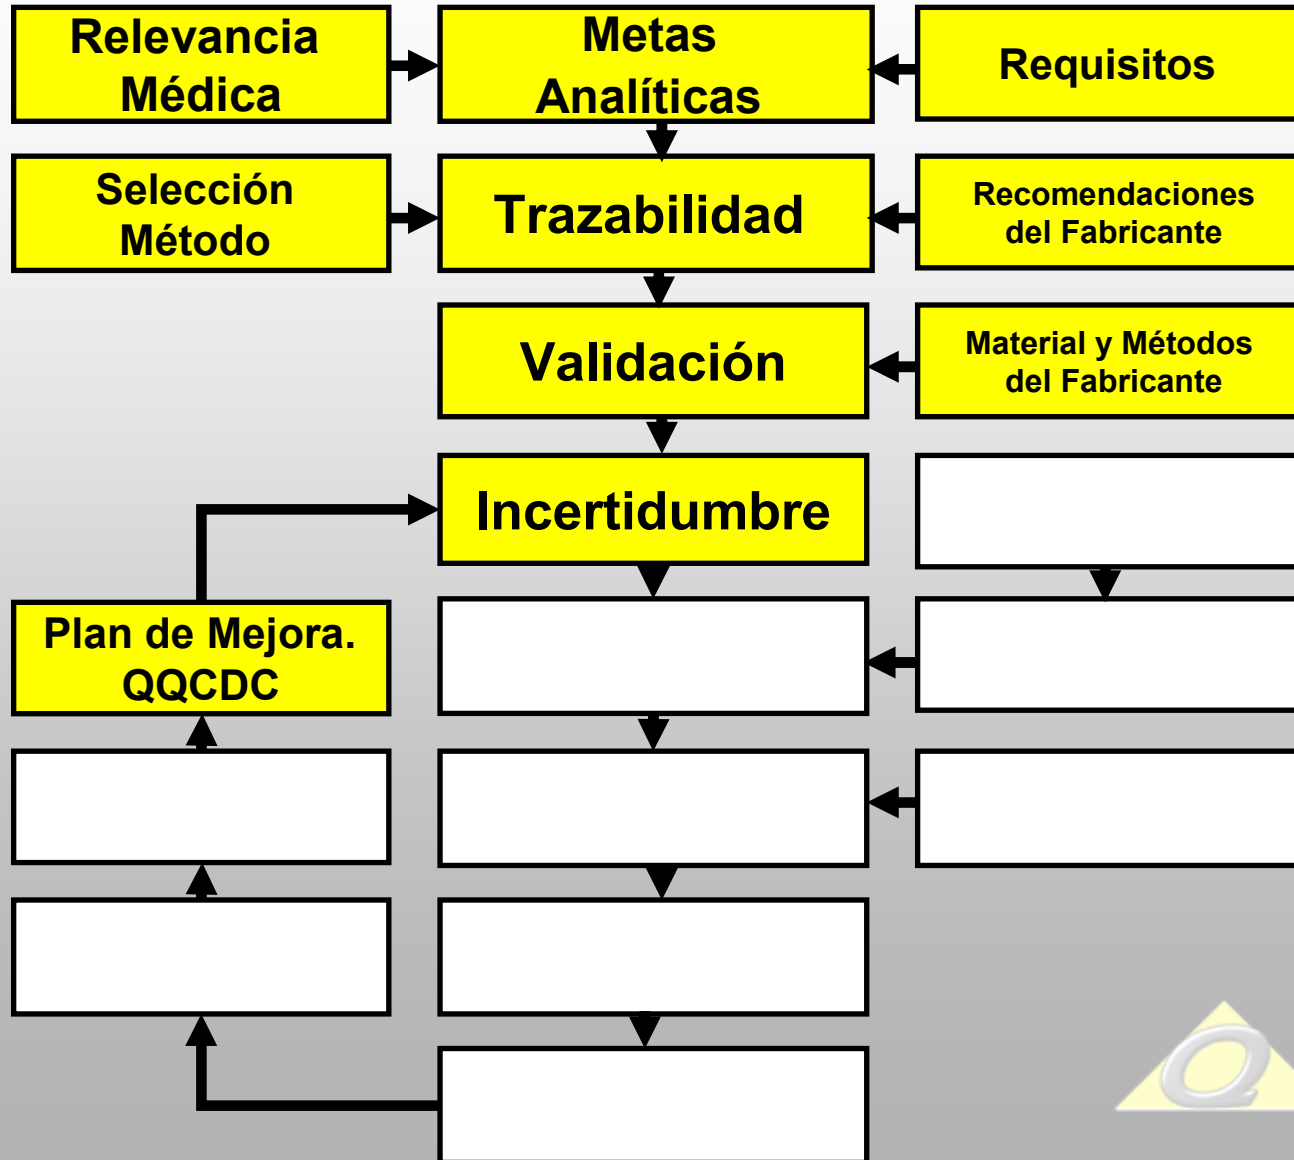 Relevancia
Médica
Metas
Analíticas
Requisitos
Selección
Método
Trazabilidad
Recomendaciones
del Fabricante
Validación
Material y Métodos
del Fabricante
Incertidumbre
Plan de Mejora.
QQCDC
Q